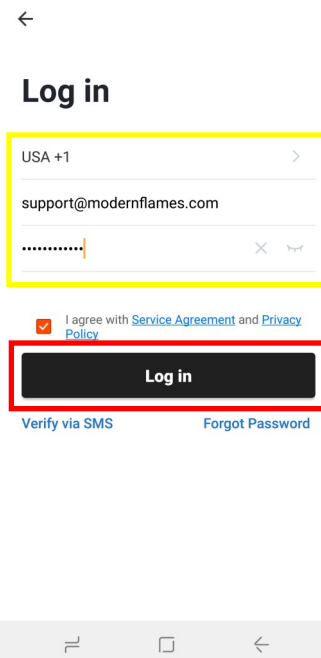 Log in
USA +1
support@modernflames.com
••••••••••••
I agree with Service Agreement and Privacy
Policy
Log in
Verify via SMS Forgot Password